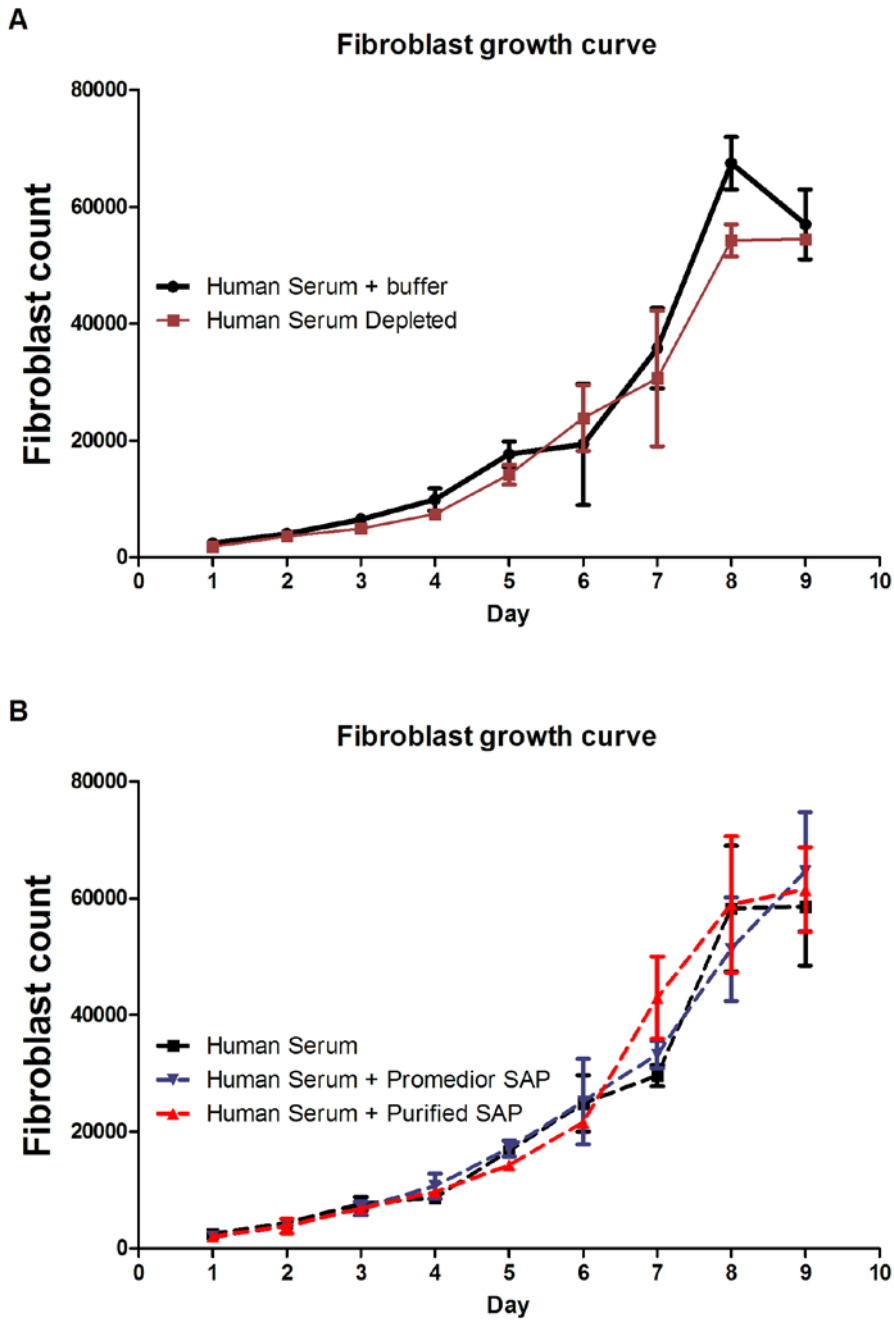 A
Fibroblast growth curve
80000
60000
40000
20000
0
Fibroblast count
Human Serum + buffer
Human Serum Depleted
0 1 2 3 4 5 6 7 8 9 10
Day
B
Fibroblast growth curve
80000
60000
40000
20000
0
Fibroblast count
Human Serum
Human Serum + Promedior SAP
Human Serum + Purified SAP
0 1 2 3 4 5 6 7 8 9 10
Day